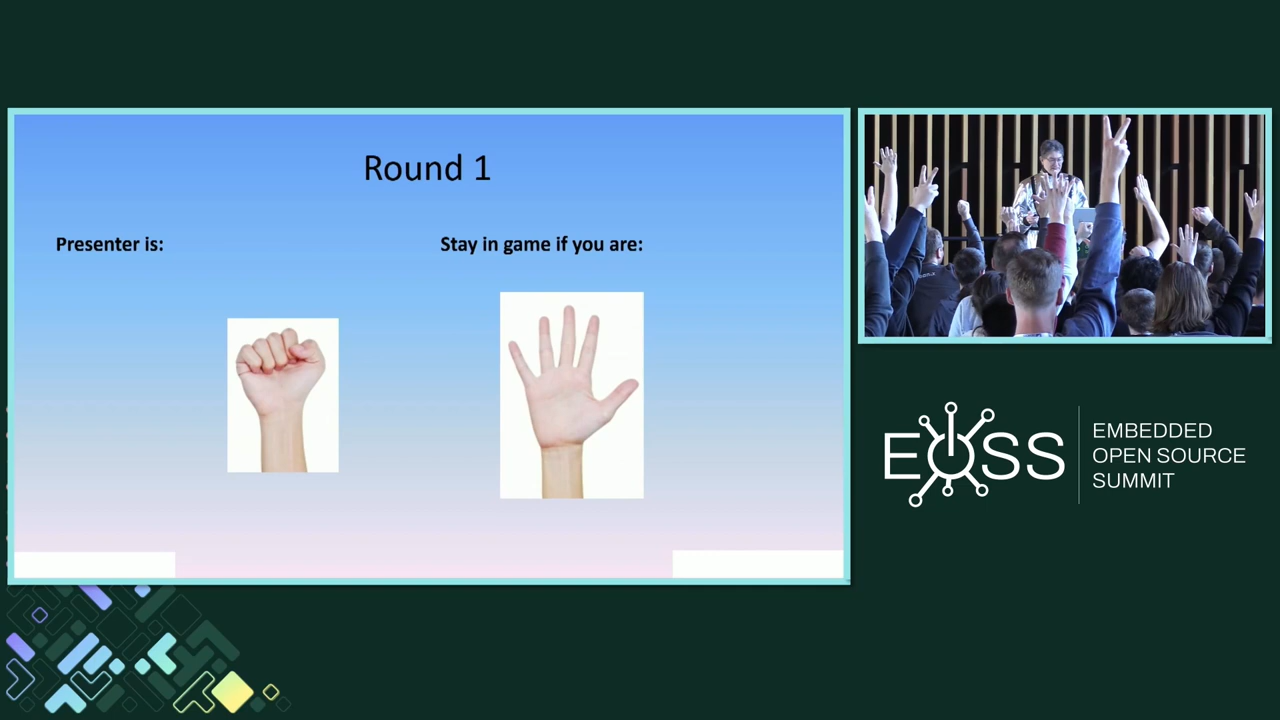 Round 1
Presenter is:
Stay in game if you are:
EOSS
EMBEDDED
OPEN SOURCE
SUMMIT